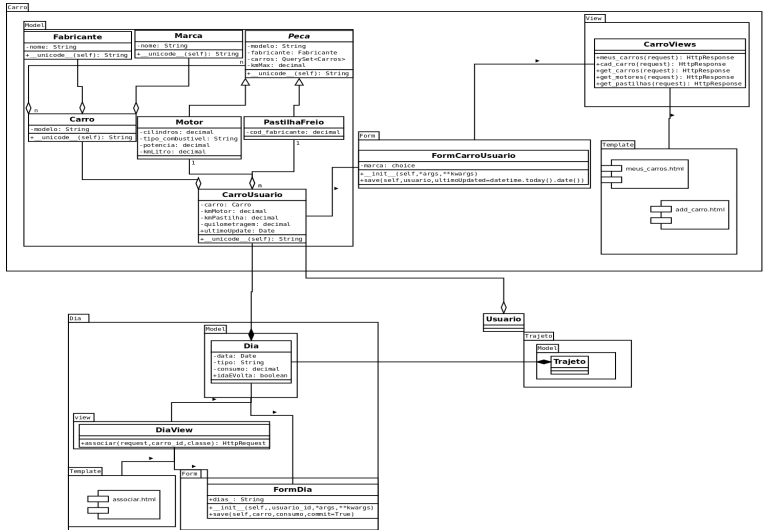 Carro
Model
Fabricante
-nome: String
+__unicode__(self): String
Marca
-nome: String
+__unicode__(self): String
Peca
-modelo: String
-fabricante: Fabricante
-carros: QuerySet<Carros>
-kmMax: decimal
+__unicode__(self): String
n
n
Carro
-modelo: String
+__unicode__(self): String
Motor
-cilindros: decimal
-tipo_combustivel: String
-potencia: decimal
-kmLitro: decimal
1
PastilhaFreio
-cod_fabricante: decimal
1
n
CarroUsuario
-carro: Carro
-kmMotor: decimal
-kmPastilha: decimal
-quilometragem: decimal
+ultimoUpdate: Date
+__unicode__(self): String
Form
FormCarroUsuario
-marca: choice
+__init__(self,*args,**kwargs)
+save(self,usuario,ultimoUpdated=datetime.today().date())
View
CarroViews
+meus_carros(request): HttpResponse
+cad_carro(request): HttpResponse
+get_carros(request): HttpResponse
+get_motores(request): HttpResponse
+get_pastilhas(request): HttpResponse
Template
meus_carros.html
add_carro.html
Usuario
Trajeto
Model
Trajeto
Dia
Model
Dia
-data: Date
-tipo: String
-consumo: decimal
+idaEVolta: boolean
view
DiaView
+associar(request,carro_id,classe): HttpRequest
Template
associar.html
Form
FormDia
+dias_: String
+__init__(self,,usuario_id,*args,**kwargs)
+save(self,carro,consumo,commit=True)